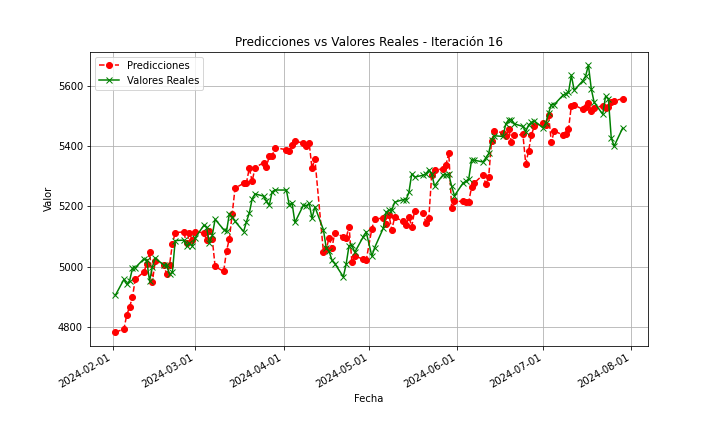 Predicciones vs Valores Reales - Iteración 16
Predicciones
Valores Reales
Valor
5600
5400
5200
5000
4800
2024-02-01
2024-03-01
2024-04-01
2024-05-01
2024-06-01
2024-07-01
2024-08-01
Fecha